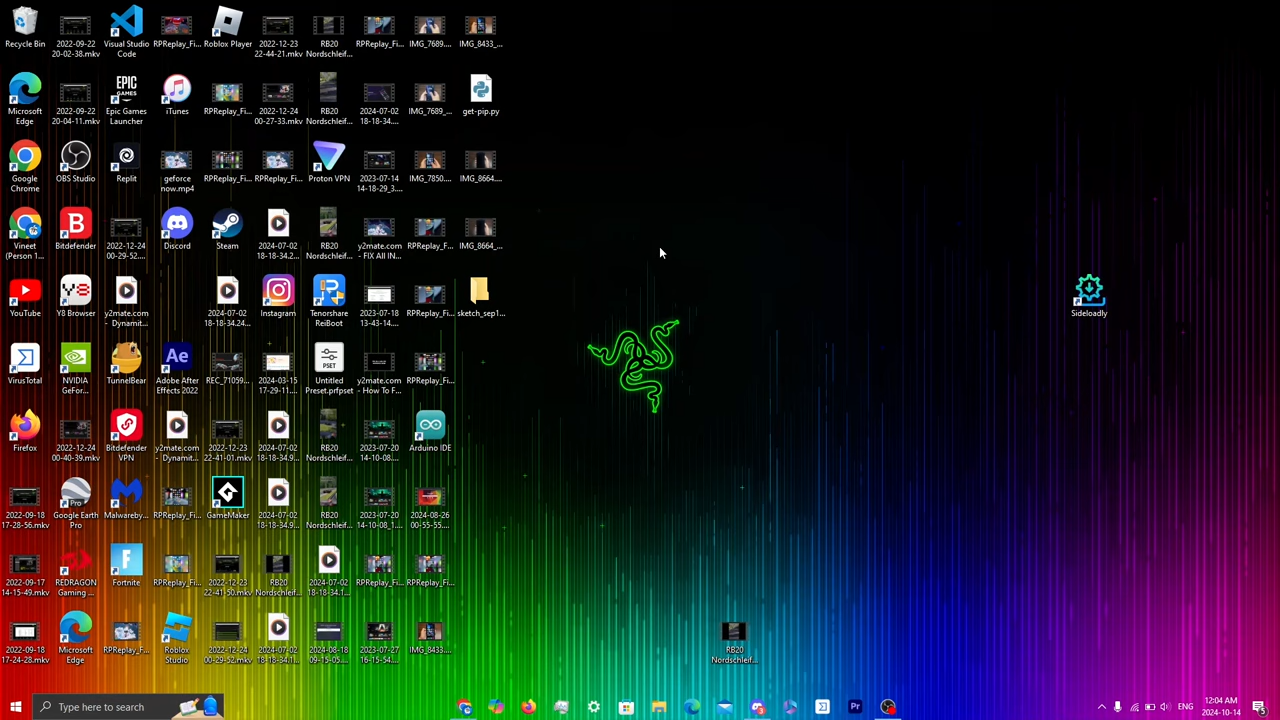 Recycle Bin
2022-09-22 20-02-38.mkv
Visual Studio Code
RPReplay_Fi...
Roblox Player
2022-12-23 22-44-21.mkv
RB20 Nordschleif...
RPReplay_Fi...
IMG_7689....
IMG_8433_...
Microsoft Edge
2022-09-22 20-04-11.mkv
EPIC GAMES
Epic Games Launcher
iTunes
RPReplay_Fi...
2022-12-24 00-27-33.mkv
RB20 Nordschleif...
2024-07-02 18-18-34....
IMG_7689_...
get-pip.py
Google Chrome
OBS Studio
Replit
geforce now.mp4
RPReplay_Fi...
RPReplay_Fi...
Proton VPN
2023-07-14 14-18-29_3....
IMG_7850....
IMG_8664....
Vineet (Person 1...
B
Bitdefender
2022-12-24 00-29-52....
Discord
Steam
2024-07-02 18-18-34.2...
RB20 Nordschleif...
y2mate.com - FIX All IN...
RPReplay_F...
IMG_8664_...
YouTube
Y8
Y8 Browser
y2mate.com - Dynamit...
2024-07-02 18-18-34.24...
Instagram
Tenorshare ReiBoot
2023-07-18 13-43-14....
RPReplay_Fi...
sketch_sep1...
Sideloadly
VirusTotal
NVIDIA GeFor...
TunnelBear
Ae
Adobe After Effects 2022
REC_71059...
2024-03-15 17-29-11....
PSET
Untitled Preset.prfpset
y2mate.com - How To F...
RPReplay_Fi...
Firefox
2022-12-24 00-40-39.mkv
Bitdefender VPN
y2mate.com - Dynamit...
2022-12-23 22-41-01.mkv
2024-07-02 18-18-34.9...
RB20 Nordschleif...
2023-07-20 14-10-08....
Arduino IDE
2022-09-18 17-28-56.mkv
Pro
Google Earth Pro
Malwareby...
RPReplay_Fi...
GameMaker
2024-07-02 18-18-34.9...
RB20 Nordschleif...
2023-07-20 14-10-08_1...
2024-08-26 00-55-55....
2022-09-17 14-15-49.mkv
REDRAGON Gaming ...
Fortnite
RPReplay_Fi...
2022-12-23 22-41-50.mkv
RB20 Nordschleif...
2024-07-02 18-18-34.1...
RPReplay_Fi...
RPReplay_Fi...
2022-09-18 17-24-28.mkv
Microsoft Edge
RPReplay_F...
Roblox Studio
2022-12-24 00-29-52.mkv
2024-07-02 18-18-34.1...
2024-08-18 09-15-05....
2023-07-27 16-15-54....
IMG_8433....
RB20 Nordschleif...
Type here to search
Pr
ENG
12:04 AM
2024-10-14
5